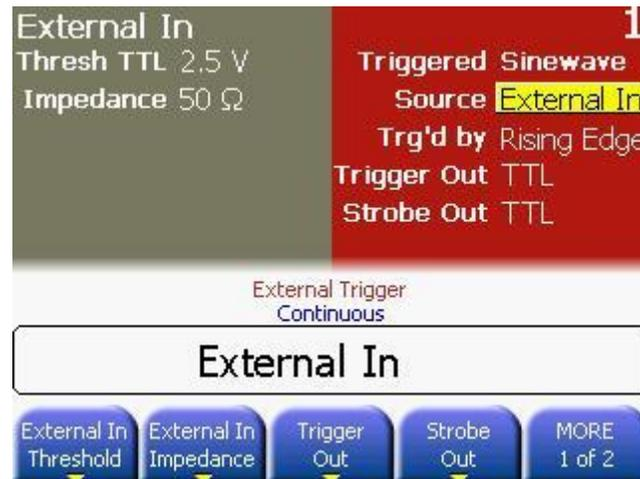 External In
Thresh TTL 2.5 V
Impedance 50 Ω
1
Triggered Sinewave
Source External In
Trg'd by Rising Edge
Trigger Out TTL
Strobe Out TTL
External Trigger
Continuous
External In
External In Threshold
External In Impedance
Trigger Out
Strobe Out
MORE 1 of 2